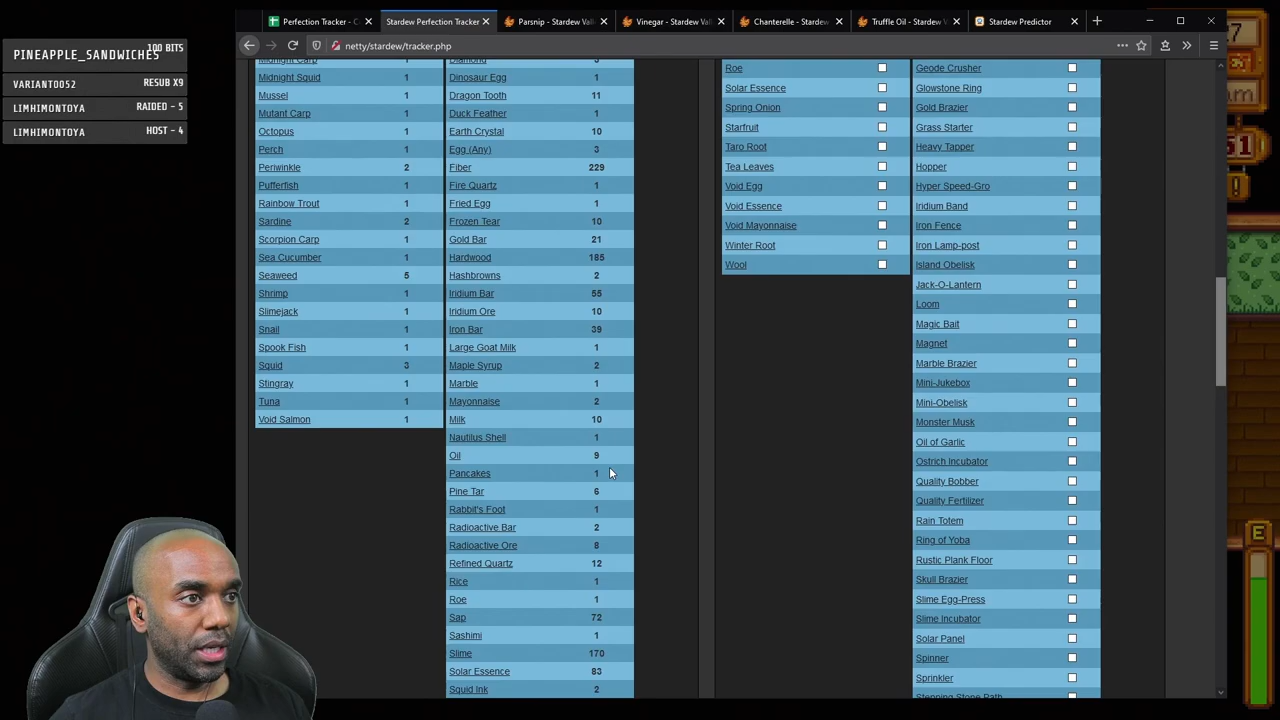 Perfection Tracker - C
Stardew Perfection Tracker
Parsnip - Stardew Vall
Vinegar - Stardew Vall
Chanterelle - Stardew
Truffle Oil - Stardew V
Stardew Predictor
netty/stardew/tracker.php
100 BITS
PINEAPPLE_SANDWICHES
VARIANT0052 RESUB X9
LIMHIMONTOYA RAIDED - 5
LIMHIMONTOYA HOST - 4
Midnight Carp 1
Midnight Squid 1
Mussel 1
Mutant Carp 1
Octopus 1
Perch 1
Periwinkle 2
Pufferfish 1
Rainbow Trout 1
Sardine 2
Scorpion Carp 1
Sea Cucumber 1
Seaweed 5
Shrimp 1
Slimejack 1
Snail 1
Spook Fish 1
Squid 3
Stingray 1
Tuna 1
Void Salmon 1
Diamond 3
Dinosaur Egg 1
Dragon Tooth 11
Duck Feather 1
Earth Crystal 10
Egg (Any) 3
Fiber 229
Fire Quartz 1
Fried Egg 1
Frozen Tear 10
Gold Bar 21
Hardwood 185
Hashbrowns 2
Iridium Bar 55
Iridium Ore 10
Iron Bar 39
Large Goat Milk 1
Maple Syrup 2
Marble 1
Mayonnaise 2
Milk 10
Nautilus Shell 1
Oil 9
Pancakes 1
Pine Tar 6
Rabbit's Foot 1
Radioactive Bar 2
Radioactive Ore 8
Refined Quartz 12
Rice 1
Roe 1
Sap 72
Sashimi 1
Slime 170
Solar Essence 83
Squid Ink 2
Roe
Solar Essence
Spring Onion
Starfruit
Taro Root
Tea Leaves
Void Egg
Void Essence
Void Mayonnaise
Winter Root
Wool
Geode Crusher
Glowstone Ring
Gold Brazier
Grass Starter
Heavy Tapper
Hopper
Hyper Speed-Gro
Iridium Band
Iron Fence
Iron Lamp-post
Island Obelisk
Jack-O-Lantern
Loom
Magic Bait
Magnet
Marble Brazier
Mini-Jukebox
Mini-Obelisk
Monster Musk
Oil of Garlic
Ostrich Incubator
Quality Bobber
Quality Fertilizer
Rain Totem
Ring of Yoba
Rustic Plank Floor
Skull Brazier
Slime Egg-Press
Slime Incubator
Solar Panel
Spinner
Sprinkler
Stepping Stone Path
E